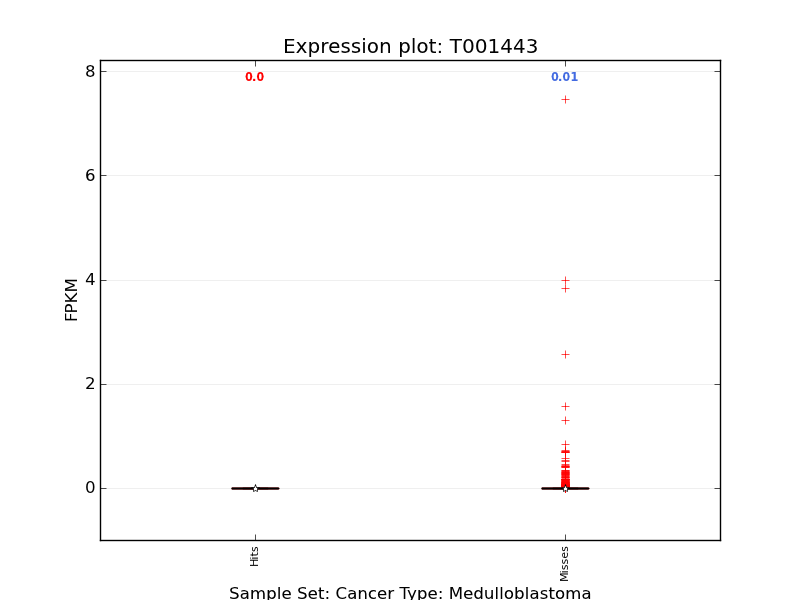 Expression plot: T001443
0.0
0.01
8
6
4
2
0
FPKM
Hits
Misses
Sample Set: Cancer Type: Medulloblastoma